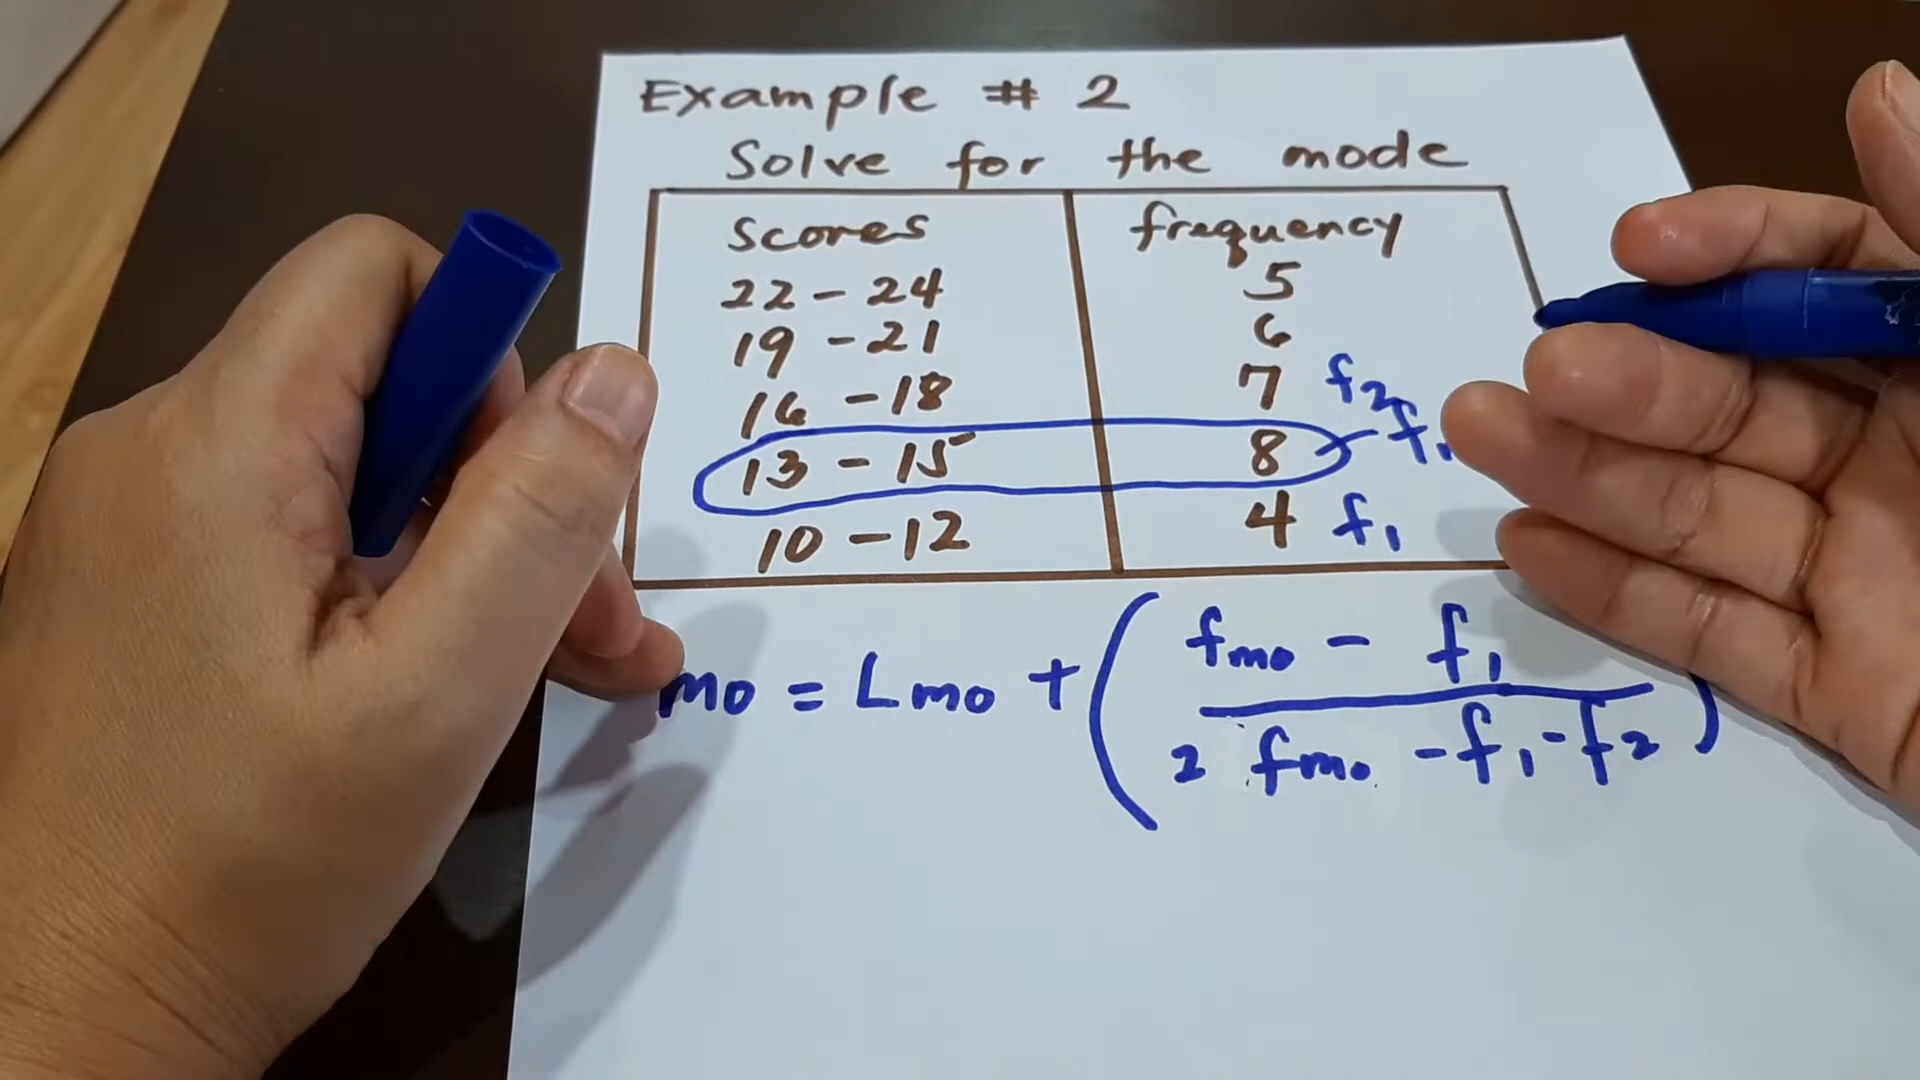 Example # 2
Solve for the mode
scores frequency
22 - 24 5
19 - 21 6
16 - 18 7 f2
13 - 15 8 f
10 - 12 4 f1
mo = Lmo + ( fmo - f1
2 fmo - f1 - f2 )